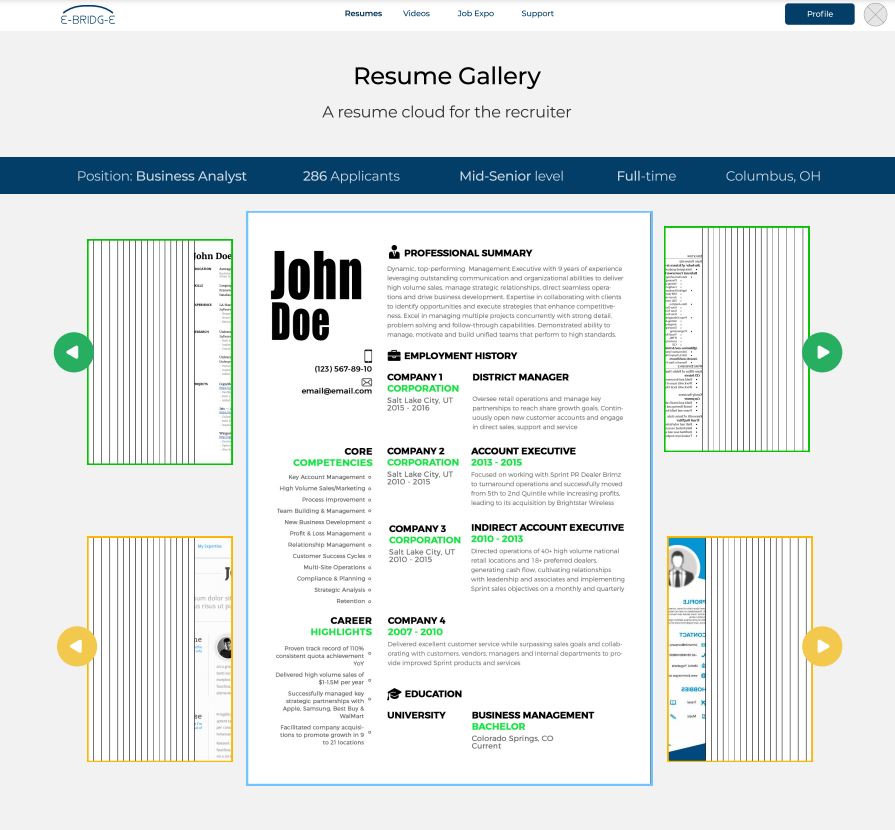 E-BRIDG-E
Resumes Videos Job Expo Support Profile
Resume Gallery
A resume cloud for the recruiter
Position: Business Analyst 286 Applicants Mid-Senior level Full-time Columbus, OH
John Doe
John
Doe
(123) 567-89-10
email@email.com
CORE
COMPETENCIES
Key Account Management
High Volume Sales/Marketing
Process Improvement
Team Building & Management
New Business Development
Profit & Loss Management
Relationship Management
Customer Success Cycles
Multi-Site Operations
Compliance & Planning
Strategic Analysis
Retention
CAREER
HIGHLIGHTS
Proven track record of 110%
consistent quota achievement
YoY
Delivered high volume sales of
$1-1.5M per year
Successfully managed key
strategic partnerships with
Apple, Samsung, Best Buy &
WalMart
Facilitated company acquisi-
tions to promote growth in 9
to 21 locations
PROFESSIONAL SUMMARY
Dynamic, top-performing Management Executive with 9 years of experience
leveraging outstanding communication and organizational abilities to deliver
high volume sales, manage strategic relationships, direct seamless opera-
tions and drive business development. Expertise in collaborating with clients
to identify opportunities and execute strategies that enhance competitive-
ness. Excel in managing multiple projects concurrently with strong detail,
problem solving and follow-through capabilities. Demonstrated ability to
manage, motivate and build unified teams that perform to high standards.
EMPLOYMENT HISTORY
COMPANY 1
CORPORATION
Salt Lake City, UT
2015 - 2016
DISTRICT MANAGER
Oversee retail operations and manage key
partnerships to reach share growth goals. Contin-
uously open new customer accounts and engage
in direct sales, support and service
COMPANY 2
CORPORATION
Salt Lake City, UT
2010 - 2015
ACCOUNT EXECUTIVE
2013 - 2015
Focused on working with Sprint PR Dealer Brimz
to turnaround operations and successfully moved
from 5th to 2nd Quintile while increasing profits,
leading to its acquisition by Brightstar Wireless
COMPANY 3
CORPORATION
Salt Lake City, UT
2010 - 2015
INDIRECT ACCOUNT EXECUTIVE
2010 - 2013
Directed operations of 40+ high volume national
retail locations and 18+ preferred dealers,
generating cash flow, cultivating relationships
with leadership and associates and implementing
Sprint sales objectives on a monthly and quarterly
COMPANY 4
2007 - 2010
Delivered excellent customer service while surpassing sales goals and collab-
orating with customers, vendors, managers and internal departments to pro-
vide improved Sprint products and services
EDUCATION
UNIVERSITY
BUSINESS MANAGEMENT
BACHELOR
Colorado Springs, CO
Current
My Expertise
PROFILE
CONTACT
HOBBIES